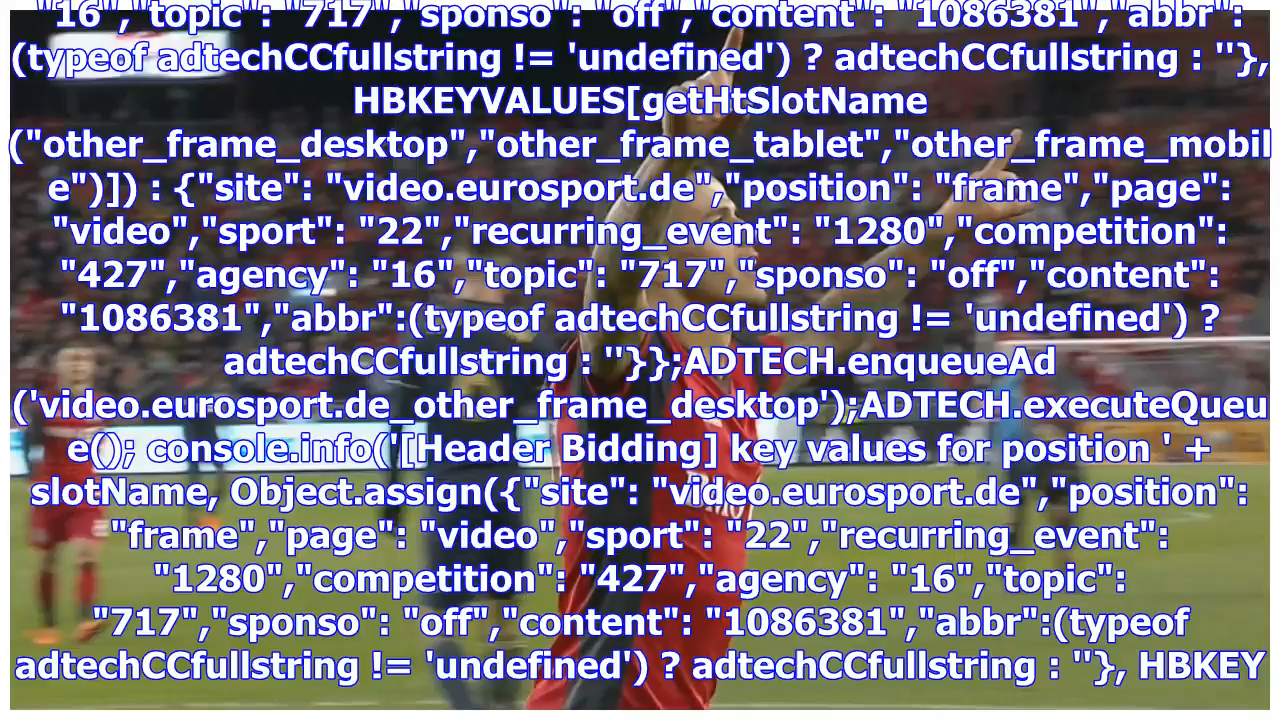 "16","topic": "717","sponso": "off","content": "1086381","abbr":
(typeof adtechCCfullstring != 'undefined') ? adtechCCfullstring : ''},
HBKEYVALUES[getHtSlotName
("other_frame_desktop","other_frame_tablet","other_frame_mobil
e")]) : {"site": "video.eurosport.de","position": "frame","page":
"video","sport": "22","recurring_event": "1280","competition":
"427","agency": "16","topic": "717","sponso": "off","content":
"1086381","abbr":(typeof adtechCCfullstring != 'undefined') ?
adtechCCfullstring : ''}};ADTECH.enqueueAd
('video.eurosport.de_other_frame_desktop');ADTECH.executeQueu
e(); console.info('[Header Bidding] key values for position ' +
slotName, Object.assign({"site": "video.eurosport.de","position":
"frame","page": "video","sport": "22","recurring_event":
"1280","competition": "427","agency": "16","topic":
"717","sponso": "off","content": "1086381","abbr":(typeof
adtechCCfullstring != 'undefined') ? adtechCCfullstring : ''}, HBKEY